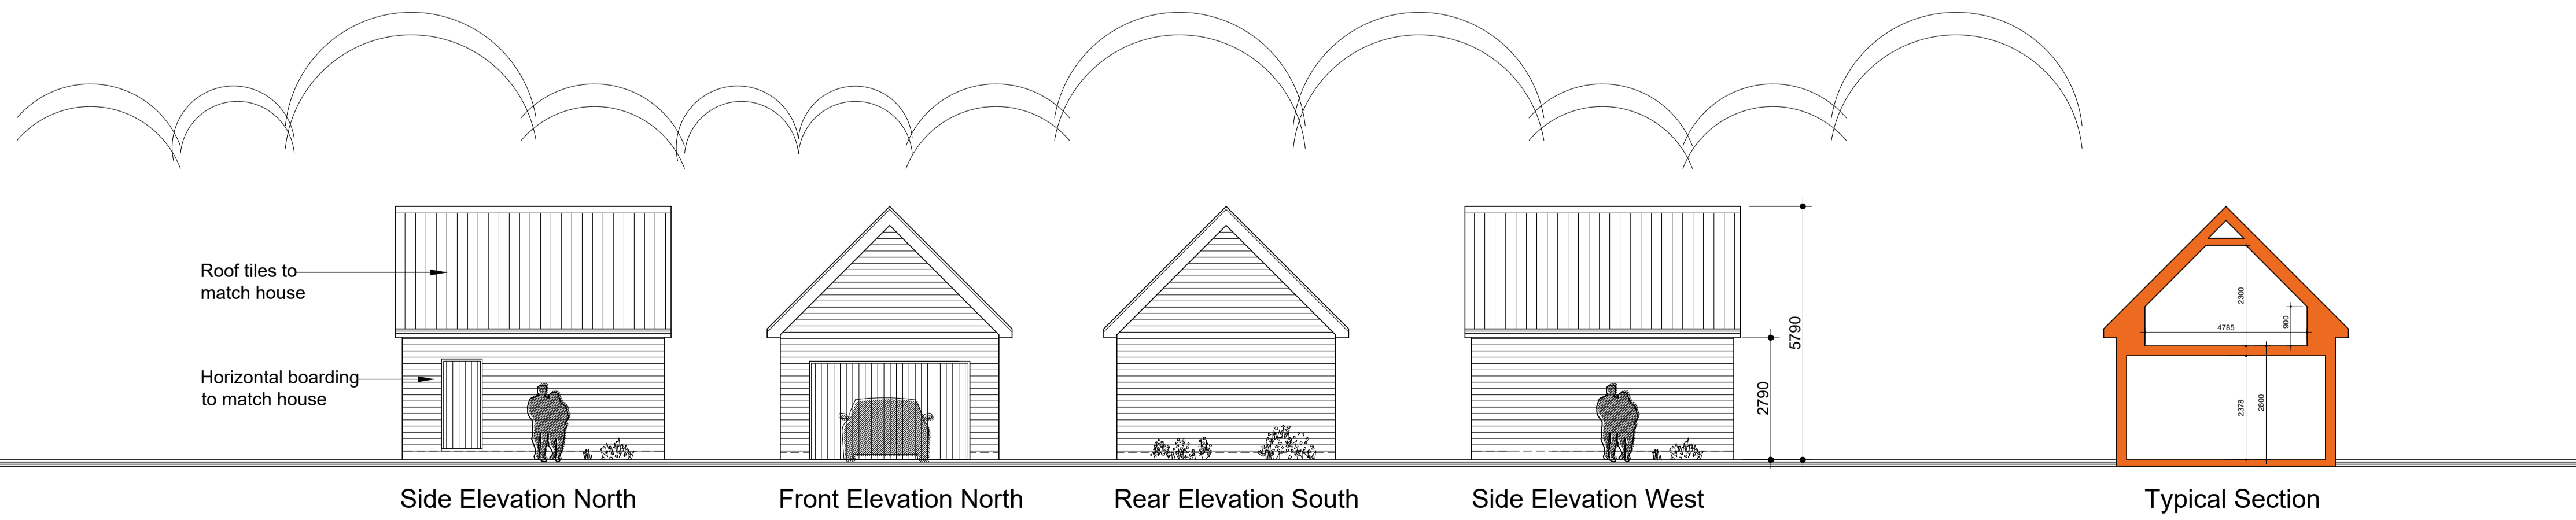 Roof tiles to
match house
Horizontal boarding
to match house
5790
2790
2300
900
4785
2378
2600
Side Elevation North
Front Elevation North
Rear Elevation South
Side Elevation West
Typical Section